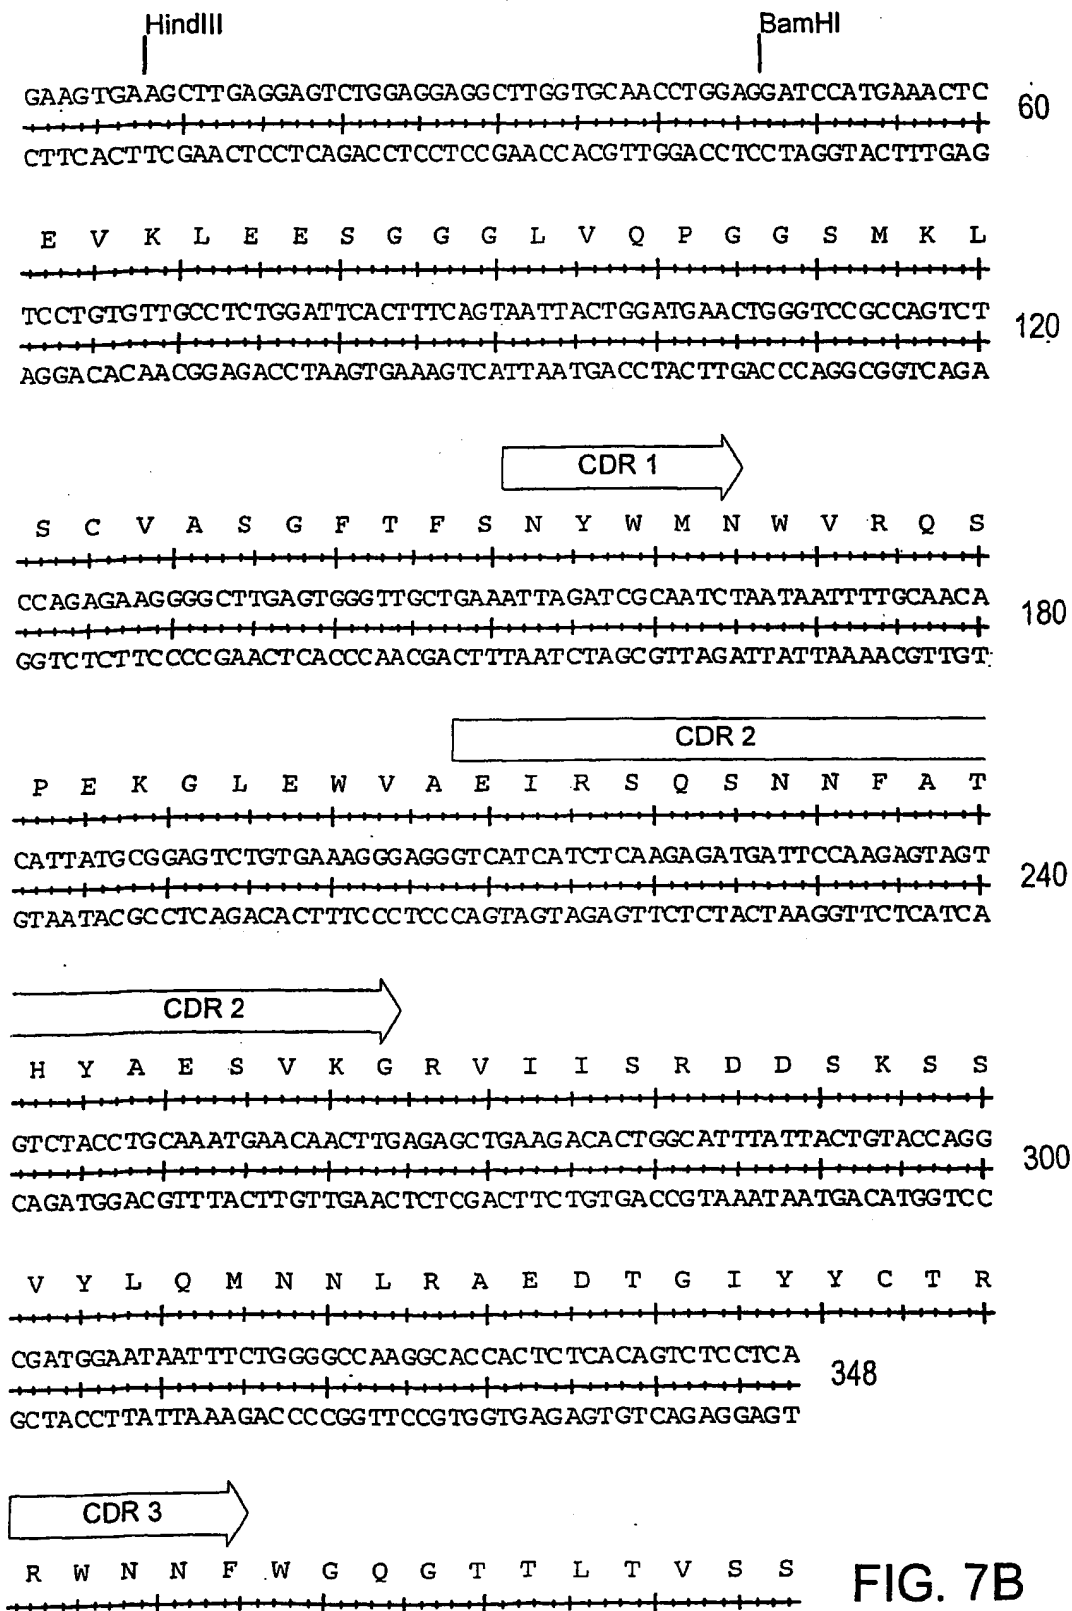 HindIII BamHI
GAAGTGAAGCTTGAGGAGTCTGGAGGAGGCTTGGTGCAACCTGGAGGATCCATGAAACTC
60
CTTCACTTCGAACTCCTCAGACCTCCTCCGAACCACGTTGGACCTCCTAGGTACTTTGAG
E V K L E E S G G G L V Q P G G S M K L
TCCTGTGTTGCCTCTGGATTCACTTTCAGTAATTACTGGATGAACTGGGTCCGCCAGTCT
120
AGGACACAACGGAGACCTAAGTGAAAGTCATTAATGACCTACTTGACCCAGGCGGTCAGA
CDR 1
S C V A S G F T F S N Y W M N W V R Q S
CCAGAGAAGGGGCTTGAGTGGGTTGCTGAAATTAGATCGCAATCTAATAATTTTGCAACA
180
GGTCTCTTCCCCGAACTCACCCAACGACTTTAATCTAGCGTTAGATTATTAAAACGTTGT
CDR 2
P E K G L E W V A E I R S Q S N N F A T
CATTATGCGGAGTCTGTGAAAGGGAGGGTCATCATCTCAAGAGATGATTCCAAGAGTAGT
240
GTAATACGCCTCAGACACTTTCCCTCCCAGTAGTAGAGTTCTCTACTAAGGTTCTCATCA
CDR 2
H Y A E S V K G R V I I S R D D S K S S
GTCTACCTGCAAATGAACAACTTGAGAGCTGAAGACACTGGCATTTATTACTGTACCAGG
300
CAGATGGACGTTTACTTGTTGAACTCTCGACTTCTGTGACCGTAAATAATGACATGGTCC
V Y L Q M N N L R A E D T G I Y Y C T R
CGATGGAATAATTTCTGGGGCCAAGGCACCACTCTCACAGTCTCCTCA
348
GCTACCTTATTAAAGACCCCGGTTCCGTGGTGAGAGTGTCAGAGGAGT
CDR 3
R W N N F W G Q G T T L T V S S
FIG. 7B